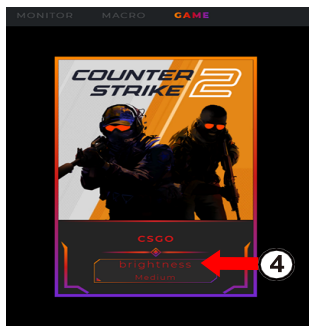 MONITOR MACRO GAME
COUNTER
STRIKE 2
CSGO
brightness
Medium
4